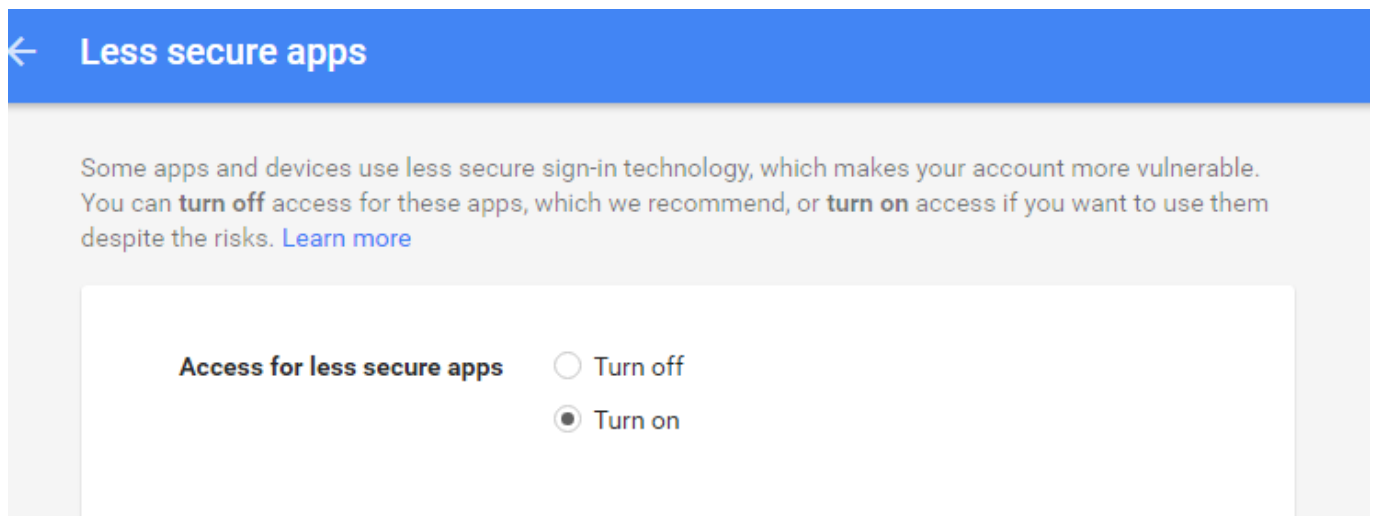 Less secure apps
Some apps and devices use less secure sign-in technology, which makes your account more vulnerable.
You can turn off access for these apps, which we recommend, or turn on access if you want to use them
despite the risks. Learn more
Access for less secure apps
Turn off
Turn on